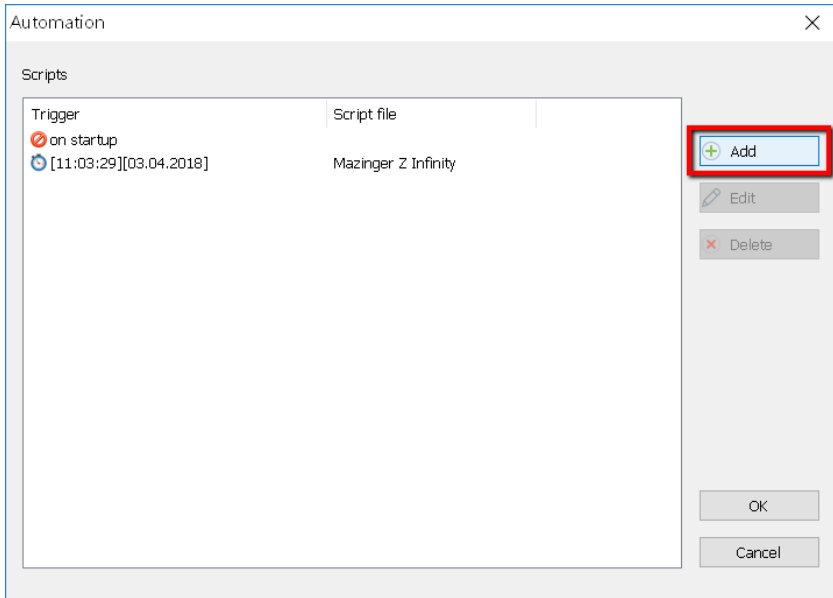 Automation
Scripts
Trigger Script file
on startup
[11:03:29][03.04.2018] Mazinger Z Infinity
Add
Edit
Delete
OK
Cancel